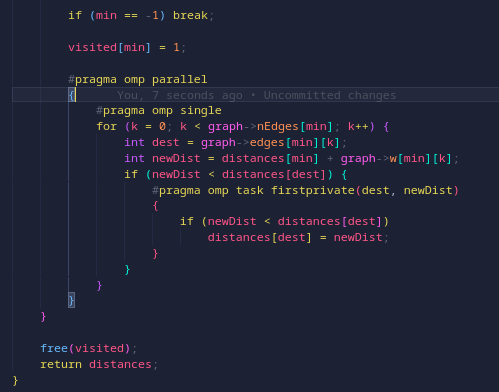 if (min == -1) break;
visited[min] = 1;
#pragma omp parallel
{ You, 7 seconds ago • Uncommitted changes
#pragma omp single
for (k = 0; k < graph->nEdges[min]; k++) {
int dest = graph->edges[min][k];
int newDist = distances[min] + graph->w[min][k];
if (newDist < distances[dest]) {
#pragma omp task firstprivate(dest, newDist)
{
if (newDist < distances[dest])
distances[dest] = newDist;
}
}
}
}
}
free(visited);
return distances;
}